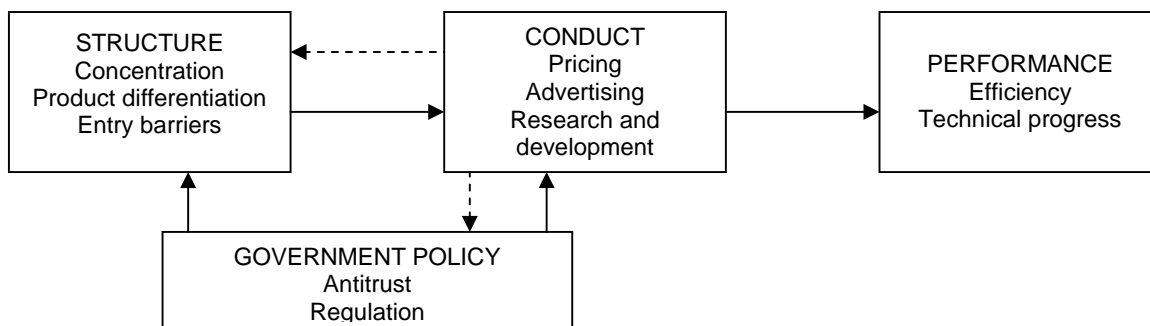 STRUCTURE
Concentration
Product differentiation
Entry barriers
CONDUCT
Pricing
Advertising
Research and
development
PERFORMANCE
Efficiency
Technical progress
GOVERNMENT POLICY
Antitrust
Regulation